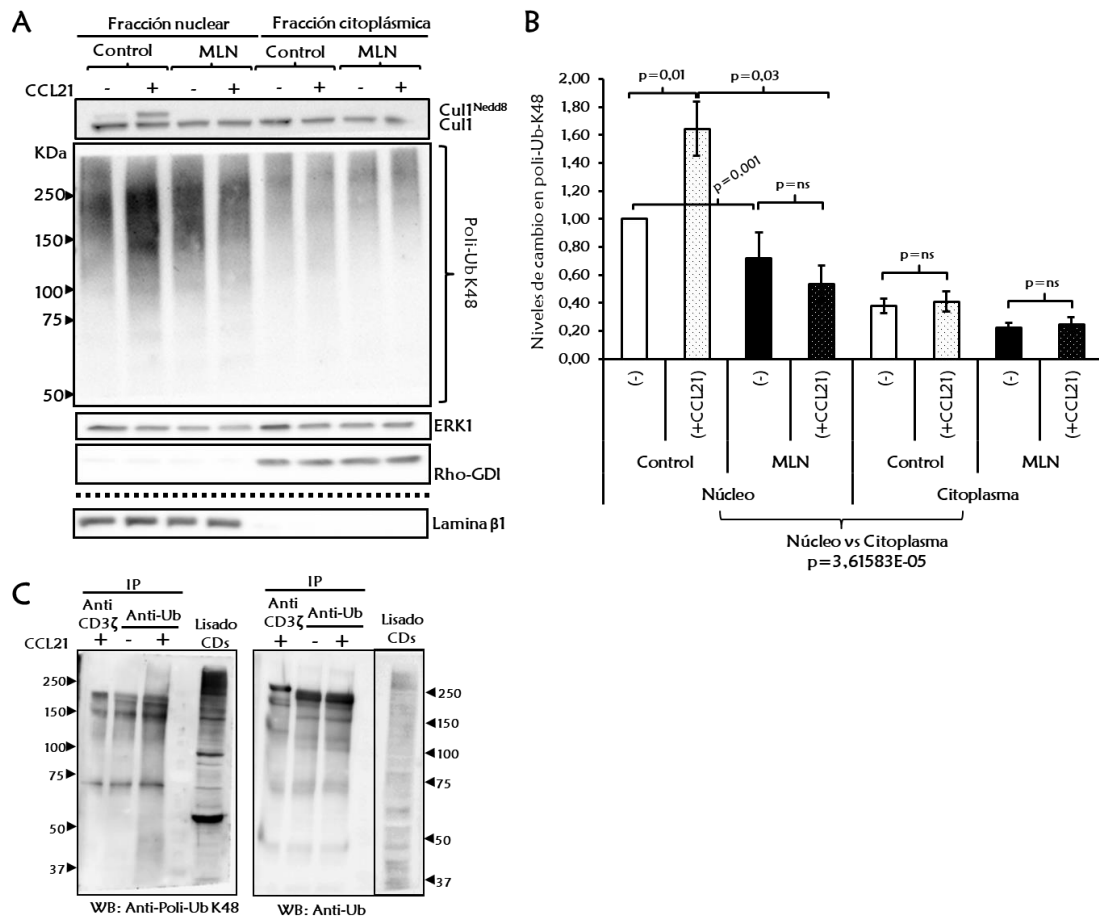 A
Fracción nuclear Fracción citoplásmica
Control MLN Control MLN
CCL21 - + - + - + - +
Cul1Nedd8
Cul1
KDa
250
150
100
75
50
Poli-Ub K48
ERK1
Rho-GDI
Lamina β1
B
Niveles de cambio en poli-Ub-K48
2,00
1,80
1,60
1,40
1,20
1,00
0,80
0,60
0,40
0,20
0,00
p=0,01
p=0,03
p=0,001
p=ns
p=ns
p=ns
(-) (+CCL21) (-) (+CCL21) (-) (+CCL21) (-) (+CCL21)
Control MLN Control MLN
Núcleo Citoplasma
Núcleo vs Citoplasma
p=3,61583E-05
C
IP
Anti
CD3ζ
Anti-Ub
Lisado
CDs
CCL21 + - +
250
150
100
75
50
37
WB: Anti-Poli-Ub K48
IP
Anti
CD3ζ
Anti-Ub
Lisado
CDs
+ - +
250
150
100
75
50
37
WB: Anti-Ub